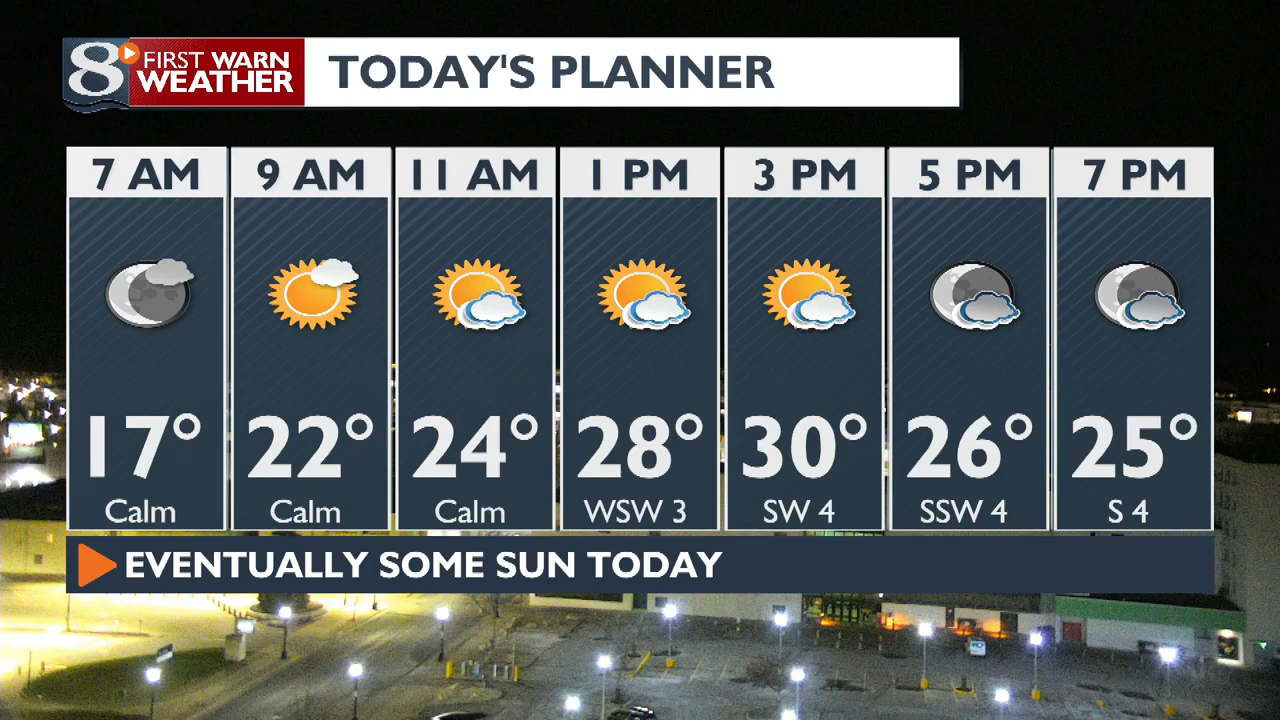 8 FIRST WARN
WEATHER
TODAY'S PLANNER
7 AM 9 AM 11 AM 1 PM 3 PM 5 PM 7 PM
17° 22° 24° 28° 30° 26° 25°
Calm Calm Calm WSW 3 SW 4 SSW 4 S 4
EVENTUALLY SOME SUN TODAY